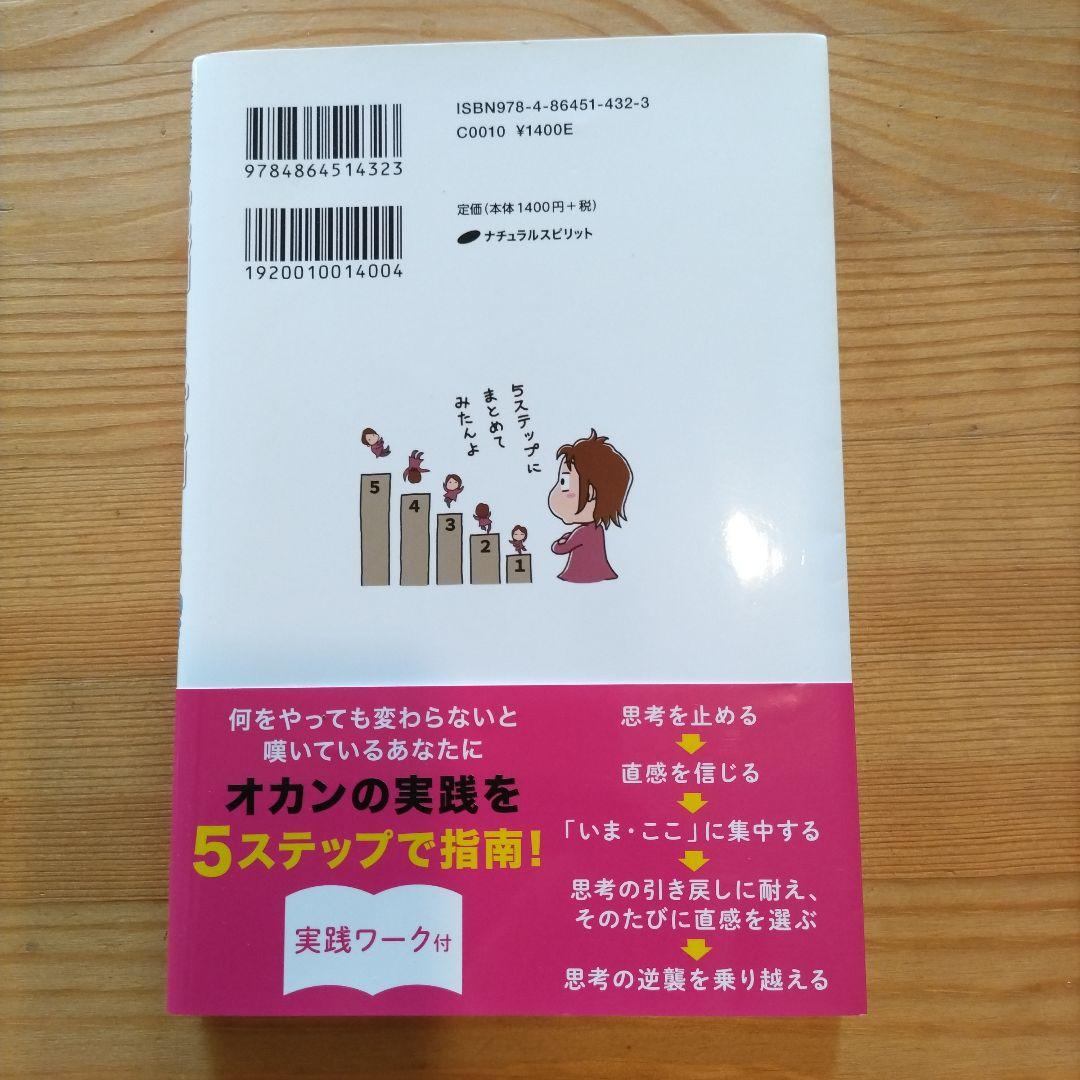 ISBN978-4-86451-432-3
C0010 ¥1400E
9784864514323
定価(本体1400円+税)
ナチュラルスピリット
1920010014004
5ステップに
まとめて
みたんよ
5
4
3
2
1
何をやっても変わらないと
嘆いているあなたに
オカンの実践を
5ステップで指南!
実践ワーク付
思考を止める
直感を信じる
「いま・ここ」に集中する
思考の引き戻しに耐え、
そのたびに直感を選ぶ
思考の逆襲を乗り越える